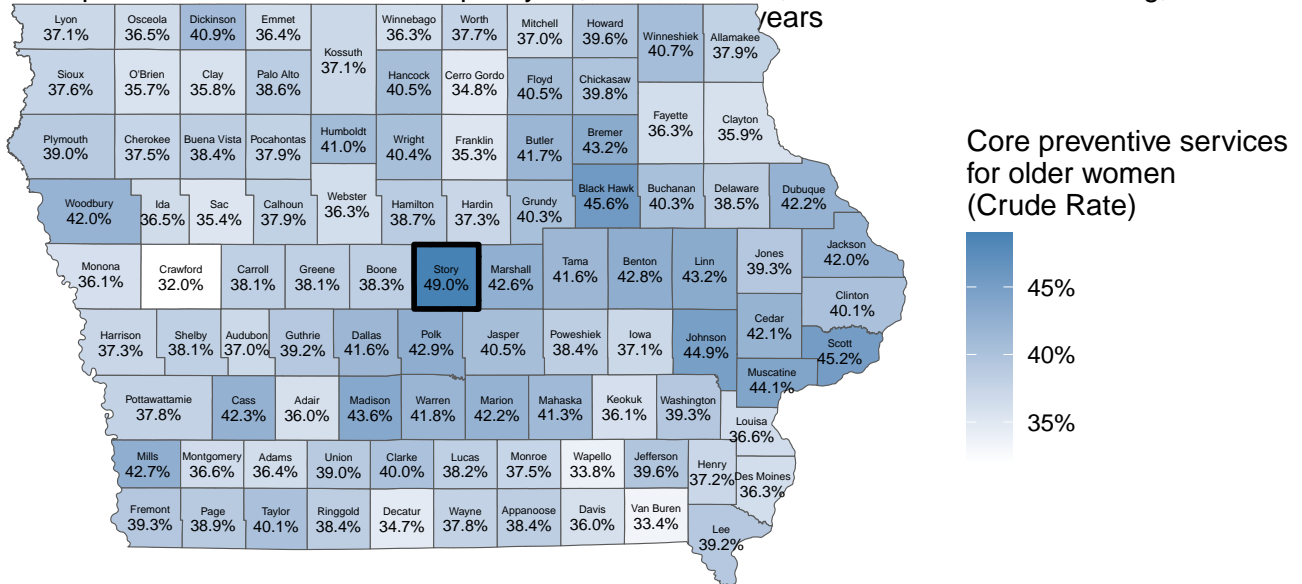 years
Lyon
37.1%
Osceola
36.5%
Dickinson
40.9%
Emmet
36.4%
Kossuth
37.1%
Winnebago
36.3%
Worth
37.7%
Mitchell
37.0%
Howard
39.6%
Winneshiek
40.7%
Allamakee
37.9%
Sioux
37.6%
O'Brien
35.7%
Clay
35.8%
Palo Alto
38.6%
Hancock
40.5%
Cerro Gordo
34.8%
Floyd
40.5%
Chickasaw
39.8%
Fayette
36.3%
Clayton
35.9%
Plymouth
39.0%
Cherokee
37.5%
Buena Vista
38.4%
Pocahontas
37.9%
Humboldt
41.0%
Wright
40.4%
Franklin
35.3%
Butler
41.7%
Bremer
43.2%
Woodbury
42.0%
Ida
36.5%
Sac
35.4%
Calhoun
37.9%
Webster
36.3%
Hamilton
38.7%
Hardin
37.3%
Grundy
40.3%
Black Hawk
45.6%
Buchanan
40.3%
Delaware
38.5%
Dubuque
42.2%
Monona
36.1%
Crawford
32.0%
Carroll
38.1%
Greene
38.1%
Boone
38.3%
Story
49.0%
Marshall
42.6%
Tama
41.6%
Benton
42.8%
Linn
43.2%
Jones
39.3%
Jackson
42.0%
Clinton
40.1%
Harrison
37.3%
Shelby
38.1%
Audubon
37.0%
Guthrie
39.2%
Dallas
41.6%
Polk
42.9%
Jasper
40.5%
Poweshiek
38.4%
Iowa
37.1%
Johnson
44.9%
Cedar
42.1%
Scott
45.2%
Muscatine
44.1%
Pottawattamie
37.8%
Cass
42.3%
Adair
36.0%
Madison
43.6%
Warren
41.8%
Marion
42.2%
Mahaska
41.3%
Keokuk
36.1%
Washington
39.3%
Louisa
36.6%
Mills
42.7%
Montgomery
36.6%
Adams
36.4%
Union
39.0%
Clarke
40.0%
Lucas
38.2%
Monroe
37.5%
Wapello
33.8%
Jefferson
39.6%
Henry
37.2%
Des Moines
36.3%
Fremont
39.3%
Page
38.9%
Taylor
40.1%
Ringgold
38.4%
Decatur
34.7%
Wayne
37.8%
Appanoose
38.4%
Davis
36.0%
Van Buren
33.4%
Lee
39.2%
Core preventive services
for older women
(Crude Rate)
45%
40%
35%